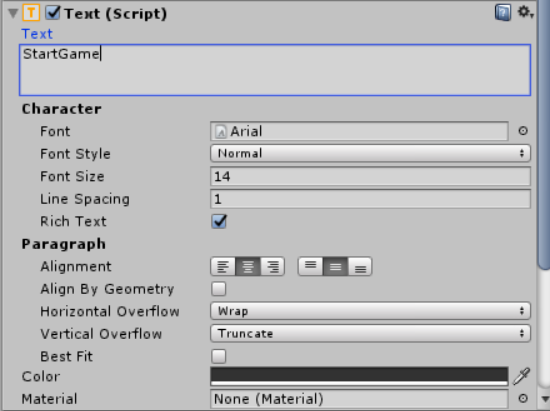 Text (Script)
Text
StartGame
Character
Font Arial
Font Style Normal
Font Size 14
Line Spacing 1
Rich Text
Paragraph
Alignment
Align By Geometry
Horizontal Overflow Wrap
Vertical Overflow Truncate
Best Fit
Color
Material None (Material)